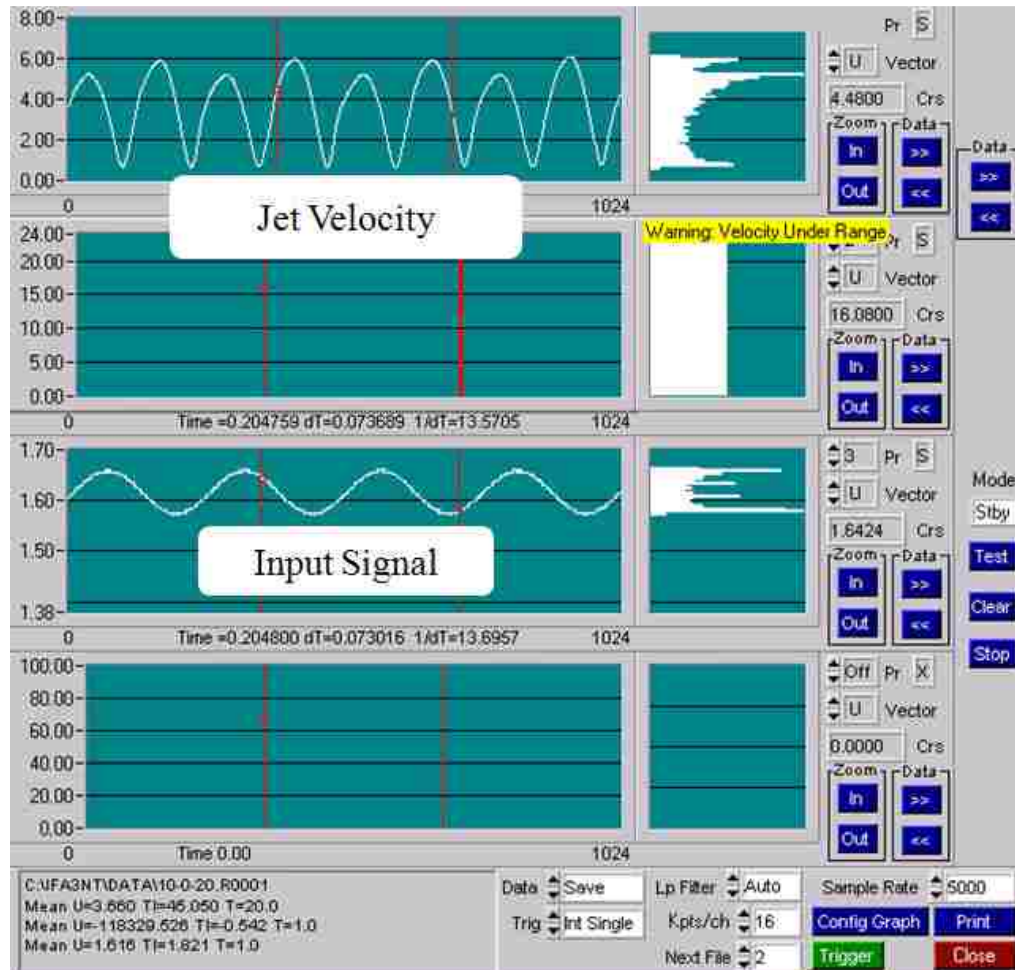 8.00
6.00
4.00
2.00
0.00
0
1024
Jet Velocity
Pr S
U Vector
4.4800 Crs
Zoom Data
In >>
Out <<
Data
>>
<<
24.00
20.00
15.00
10.00
5.00
0.00
0 Time =0.204759 dT=0.073689 1/dT=13.5705 1024
Warning: Velocity Under Range
Pr S
U Vector
16.0800 Crs
Zoom Data
In >>
Out <<
1.70
1.60
1.50
1.38
Input Signal
0 Time =0.204800 dT=0.073016 1/dT=13.6957 1024
3 Pr S
U Vector
1.6424 Crs
Zoom Data
In >>
Out <<
Mode
Stby
Test
Clear
Stop
100.00
80.00
60.00
40.00
20.00
0.00
0 Time 0.00 1024
Off Pr X
U Vector
0.0000 Crs
Zoom Data
In >>
Out <<
C:\IFA3NT\DATA\10-0-20.R0001
Mean U=3.660 TI=46.050 T=20.0
Mean U=-118329.526 TI=-0.542 T=1.0
Mean U=1.616 TI=1.821 T=1.0
Data Save
Trig Int Single
Lp Filter Auto
Kpts/ch 16
Next File 2
Sample Rate 5000
Config Graph Print
Trigger Close